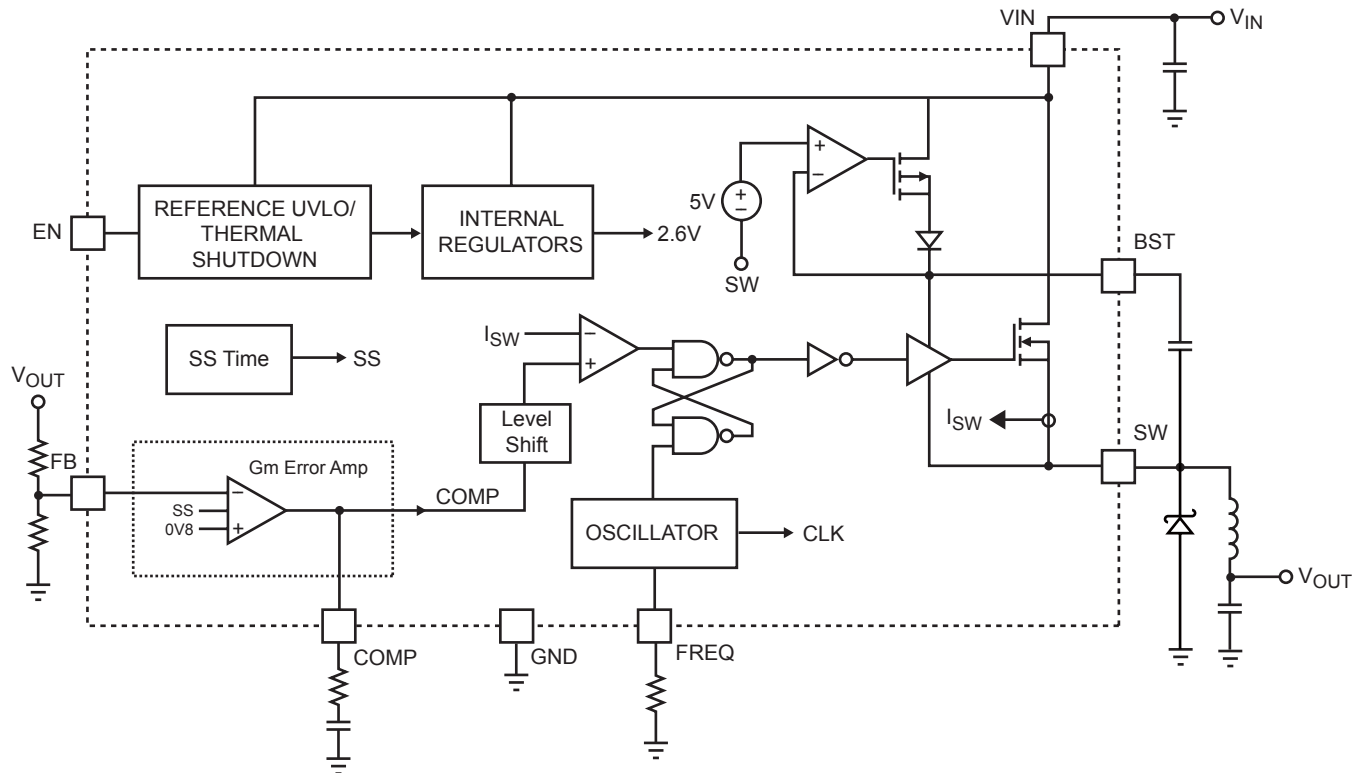 VIN
V_IN
EN
REFERENCE UVLO/
THERMAL
SHUTDOWN
INTERNAL
REGULATORS
2.6V
5V
+
−
SW
+
−
BST
SS Time
SS
I_SW
−
+
Level
Shift
I_SW
SW
V_OUT
FB
Gm Error Amp
−
SS
0V8
+
COMP
OSCILLATOR
CLK
V_OUT
COMP
GND
FREQ